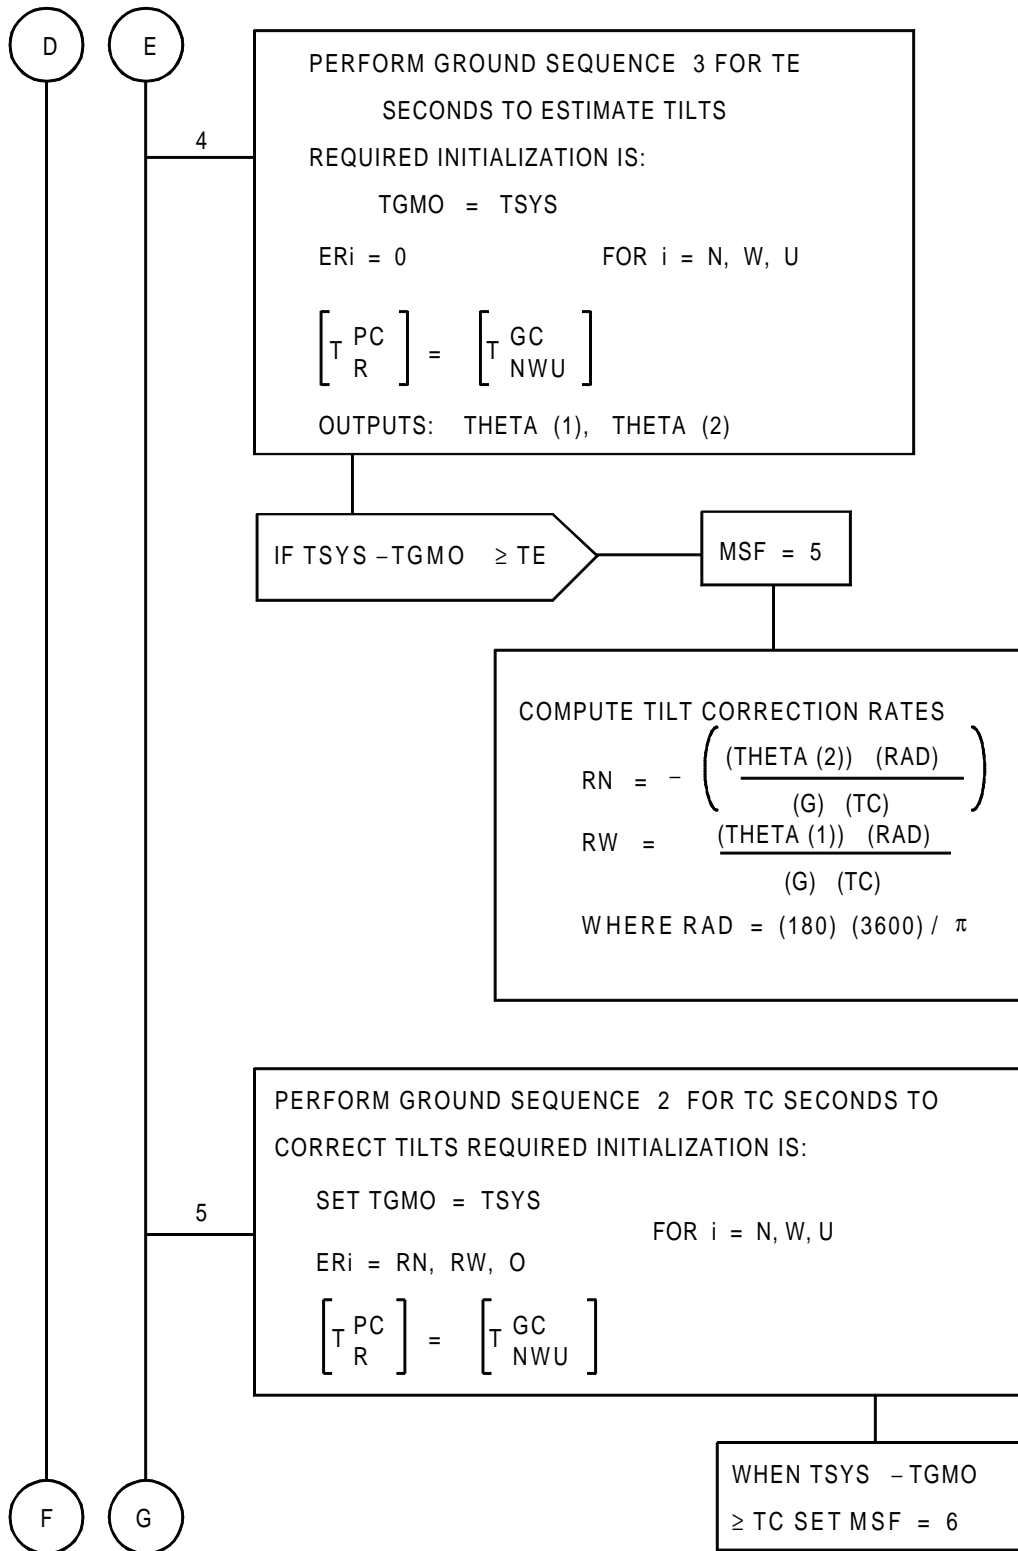 D
E
4
PERFORM GROUND SEQUENCE 3 FOR TE
SECONDS TO ESTIMATE TILTS
REQUIRED INITIALIZATION IS:
TGMO = TSYS
ERi = 0 FOR i = N, W, U
[T PC R] = [T GC NWU]
OUTPUTS: THETA (1), THETA (2)
IF TSYS – TGMO ≥ TE
MSF = 5
COMPUTE TILT CORRECTION RATES
RN = – ( (THETA (2)) (RAD)
(G) (TC) )
RW = (THETA (1)) (RAD)
(G) (TC)
WHERE RAD = (180) (3600) / π
5
PERFORM GROUND SEQUENCE 2 FOR TC SECONDS TO
CORRECT TILTS REQUIRED INITIALIZATION IS:
SET TGMO = TSYS
FOR i = N, W, U
ERi = RN, RW, O
[T PC R] = [T GC NWU]
WHEN TSYS – TGMO
≥ TC SET MSF = 6
F
G